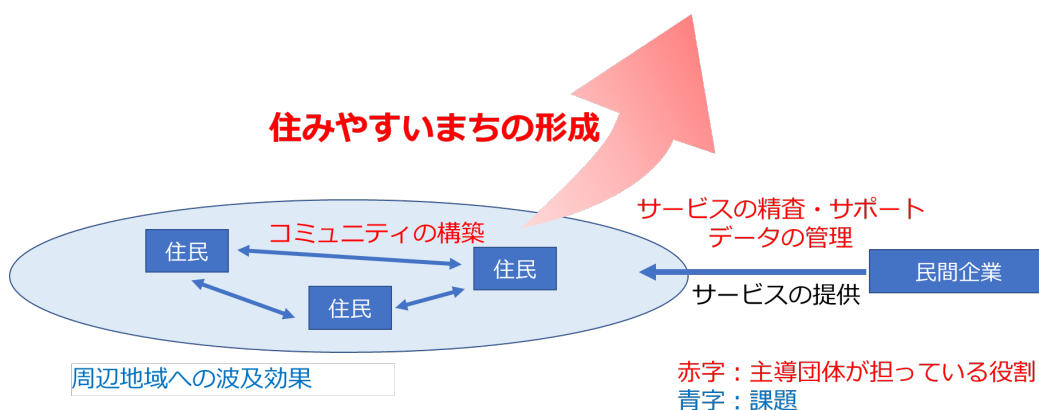 住みやすいまちの形成
サービスの精査・サポート
データの管理
コミュニティの構築
住民
住民
住民
民間企業
サービスの提供
周辺地域への波及効果
赤字：主導団体が担っている役割
青字：課題